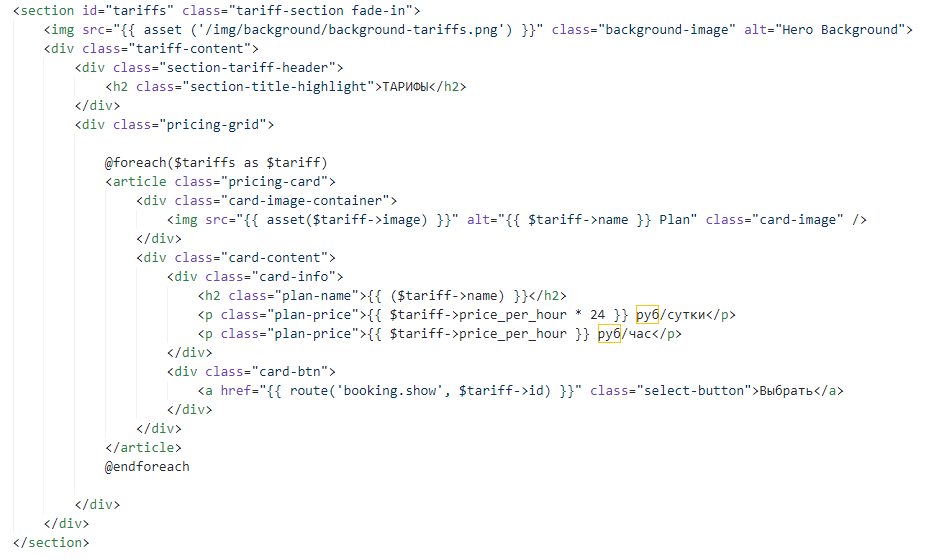 <section id="tariffs" class="tariff-section fade-in">
<img src="{{ asset ('/img/background/background-tariffs.png') }}" class="background-image" alt="Hero Background">
<div class="tariff-content">
<div class="section-tariff-header">
<h2 class="section-title-highlight">ТАРИФЫ</h2>
</div>
<div class="pricing-grid">
@foreach($tariffs as $tariff)
<article class="pricing-card">
<div class="card-image-container">
<img src="{{ asset($tariff->image) }}" alt="{{ $tariff->name }} Plan" class="card-image" />
</div>
<div class="card-content">
<div class="card-info">
<h2 class="plan-name">{{ ($tariff->name) }}</h2>
<p class="plan-price">{{ $tariff->price_per_hour * 24 }} руб/сутки</p>
<p class="plan-price">{{ $tariff->price_per_hour }} руб/час</p>
</div>
<div class="card-btn">
<a href="{{ route('booking.show', $tariff->id) }}" class="select-button">Выбрать</a>
</div>
</div>
</article>
@endforeach
</div>
</div>
</section>